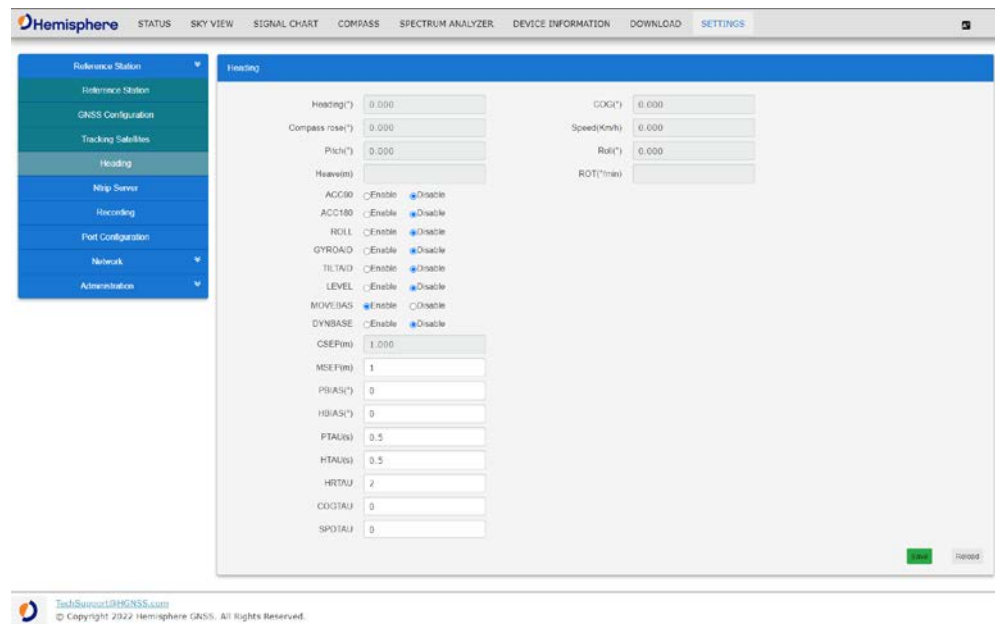 Hemisphere STATUS SKY VIEW SIGNAL CHART COMPASS SPECTRUM ANALYZER DEVICE INFORMATION DOWNLOAD SETTINGS
Reference Station
Reference Station
GNSS Configuration
Tracking Satellites
Heading
Ntrip Server
Recording
Port Configuration
Network
Administration
Heading
Heading(°) 0.000 COG(°) 0.000
Compass rose(°) 0.000 Speed(Km/h) 0.000
Pitch(°) 0.000 Roll(°) 0.000
Heave(m) ROT(°/min)
ACC90 Enable Disable
ACC180 Enable Disable
ROLL Enable Disable
GYROAID Enable Disable
TILTAID Enable Disable
LEVEL Enable Disable
MOVEBAS Enable Disable
DYNBASE Enable Disable
CSEP(m) 1.000
MSEP(m) 1
PBIAS(°) 0
HBIAS(°) 0
PTAU(s) 0.5
HTAU(s) 0.5
HRTAU 2
COGTAU 0
SPDTAU 0
Save Reload
TechSupport@HGNSS.com
© Copyright 2022 Hemisphere GNSS. All Rights Reserved.